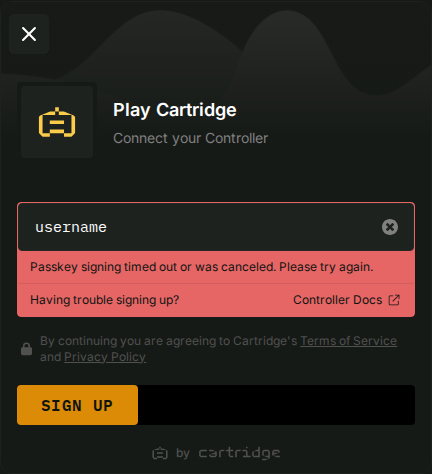 Play Cartridge
Connect your Controller
username
Passkey signing timed out or was canceled. Please try again.
Having trouble signing up? Controller Docs
By continuing you are agreeing to Cartridge's Terms of Service
and Privacy Policy
SIGN UP
by cartridge